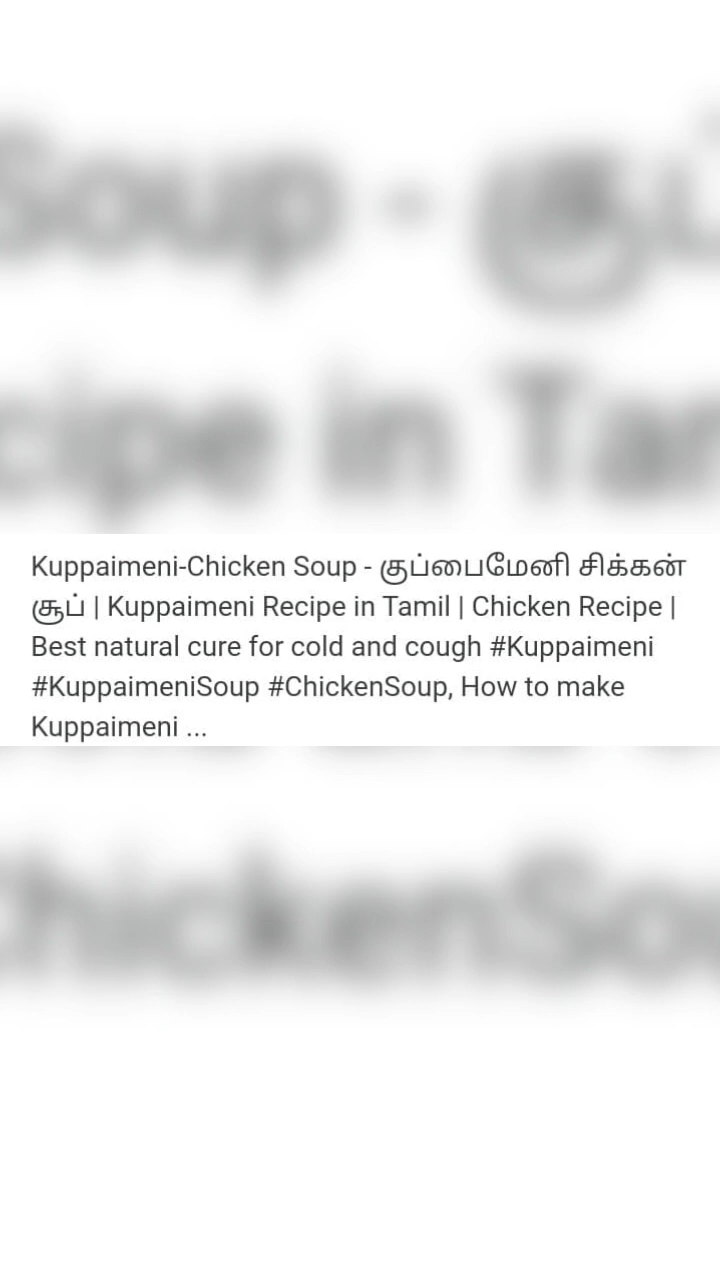 Kuppaimeni-Chicken Soup - குப்பைமேனி சிக்கன்
சூப் | Kuppaimeni Recipe in Tamil | Chicken Recipe |
Best natural cure for cold and cough #Kuppaimeni
#KuppaimeniSoup #ChickenSoup, How to make
Kuppaimeni ...